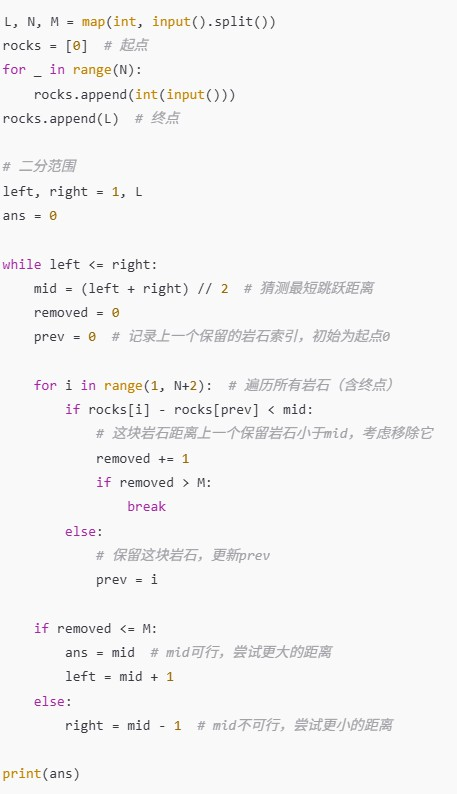 L, N, M = map(int, input().split())
rocks = [0]  # 起点
for _ in range(N):
    rocks.append(int(input()))
rocks.append(L)  # 终点

# 二分范围
left, right = 1, L
ans = 0

while left <= right:
    mid = (left + right) // 2  # 猜测最短跳跃距离
    removed = 0
    prev = 0  # 记录上一个保留的岩石索引，初始为起点0

    for i in range(1, N+2):  # 遍历所有岩石（含终点）
        if rocks[i] - rocks[prev] < mid:
            # 这块岩石距离上一个保留岩石小于mid，考虑移除它
            removed += 1
            if removed > M:
                break
        else:
            # 保留这块岩石，更新prev
            prev = i

    if removed <= M:
        ans = mid  # mid可行，尝试更大的距离
        left = mid + 1
    else:
        right = mid - 1  # mid不可行，尝试更小的距离

print(ans)